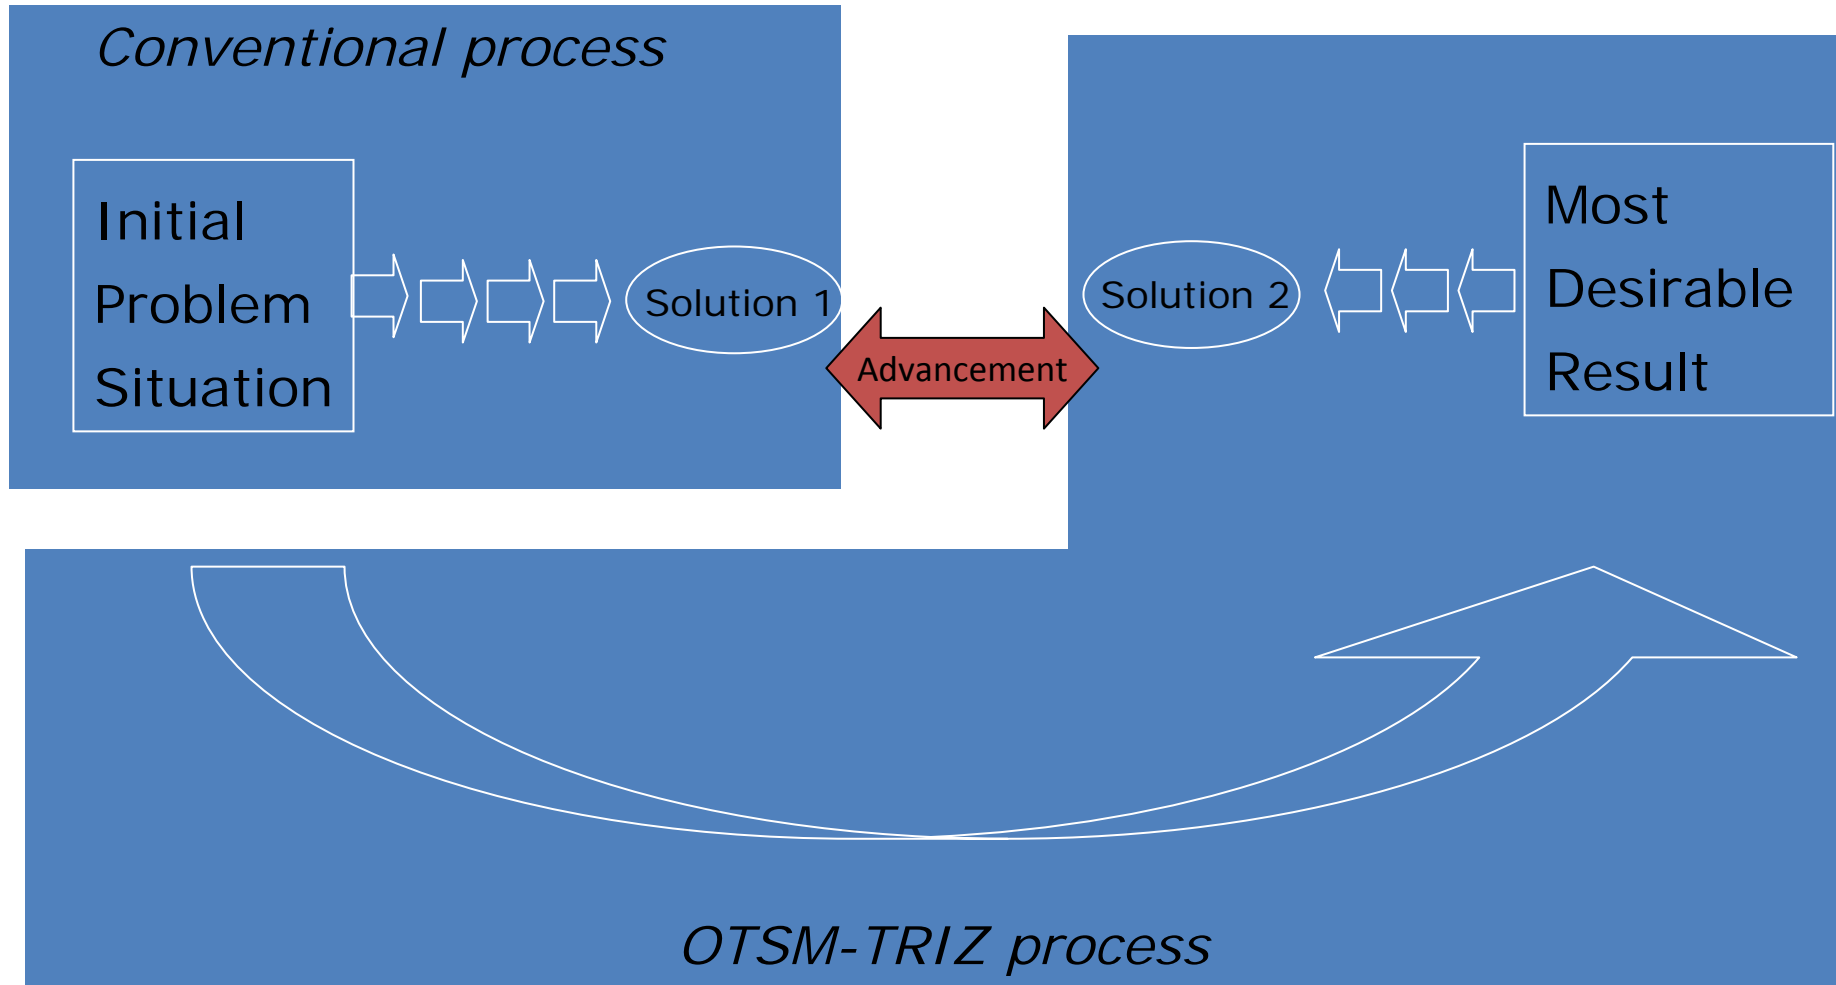 Conventional process
Initial
Problem
Situation
Solution 1
Advancement
Solution 2
Most
Desirable
Result
OTSM-TRIZ process